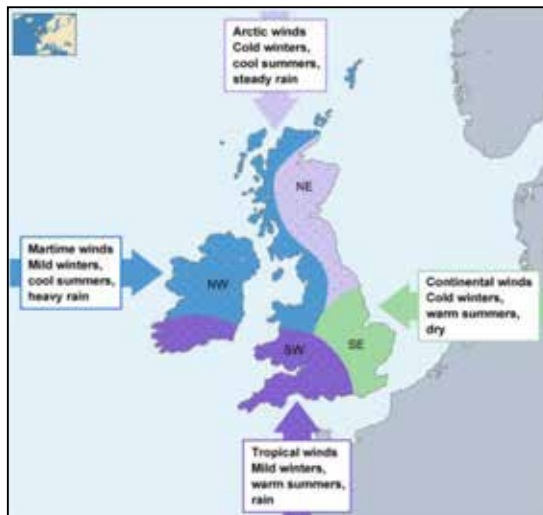 Arctic winds
Cold winters,
cool summers,
steady rain
NE
Martime winds
Mild winters,
cool summers,
heavy rain
NW
Continental winds
Cold winters,
warm summers,
dry
SW
SE
Tropical winds
Mild winters,
warm summers,
rain